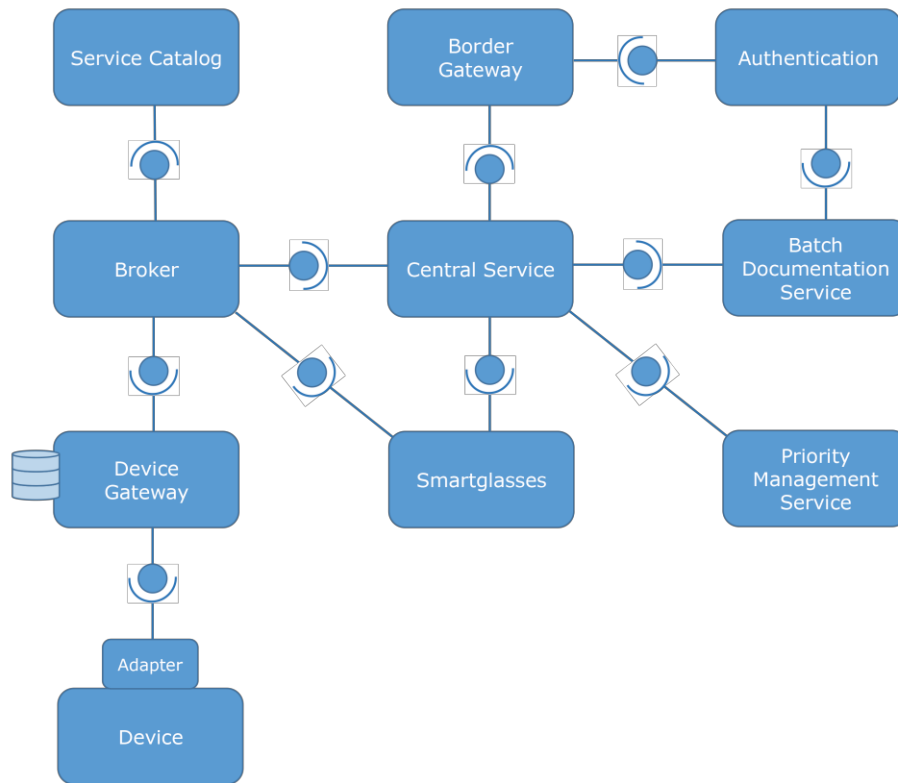 Service Catalog
Border
Gateway
Authentication
Broker
Central Service
Batch
Documentation
Service
Device
Gateway
Smartglasses
Priority
Management
Service
Adapter
Device